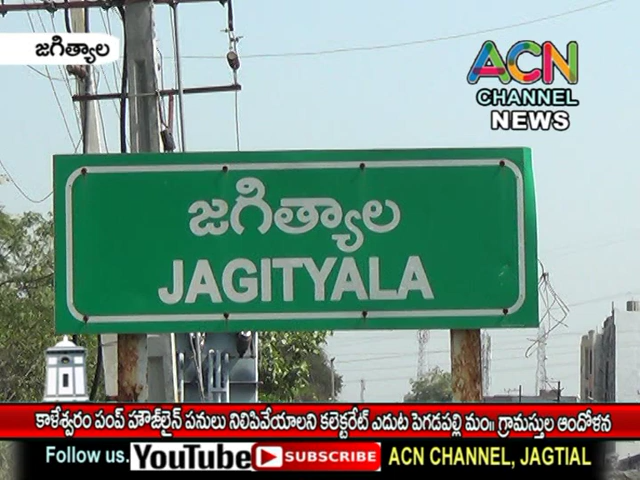 జగిత్యాల
ACN
CHANNEL
NEWS
జగిత్యాల
JAGITYALA
కాళేశ్వరం పంప్ హౌజ్‌లైన్ పనులు నిలిపివేయాలని కలెక్టరేట్ ఎదుట పెగడపల్లి మం॥ గ్రామస్తుల ఆందోళన
Follow us. YouTube SUBSCRIBE ACN CHANNEL, JAGTIAL